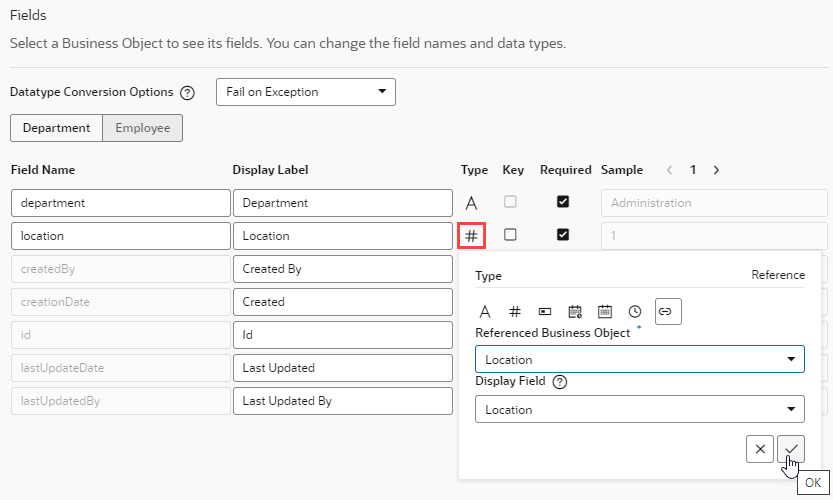 Fields
Select a Business Object to see its fields. You can change the field names and data types.
Datatype Conversion Options ? Fail on Exception
Department Employee
Field Name Display Label Type Key Required Sample < 1 >
department Department A Administration
location Location # 1
createdBy Created By
creationDate Created
id Id
lastUpdateDate Last Updated
lastUpdatedBy Last Updated By
Type Reference
A #
Referenced Business Object *
Location
Display Field ?
Location
OK